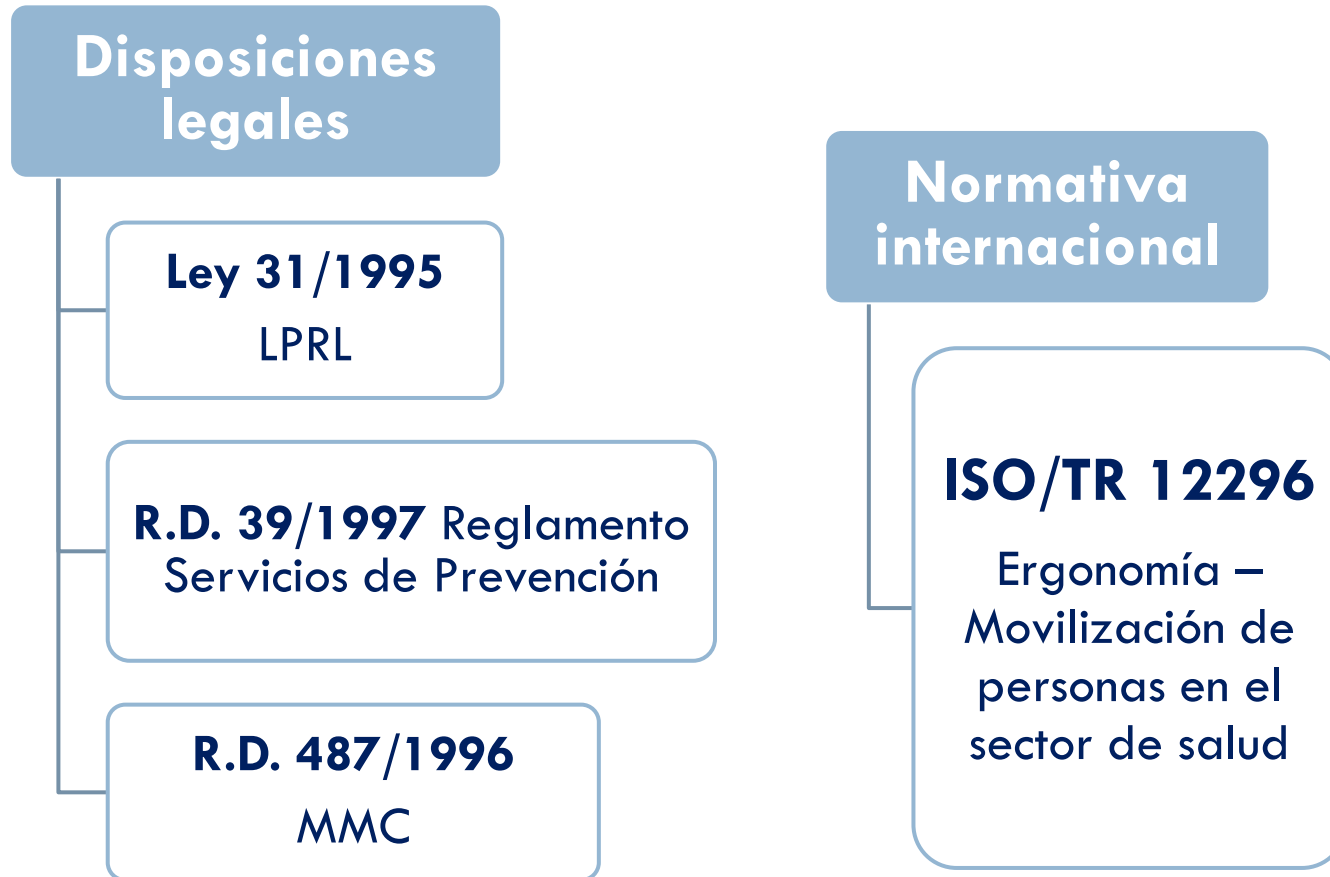 Disposiciones
legales
Ley 31/1995
LPRL
R.D. 39/1997 Reglamento
Servicios de Prevención
R.D. 487/1996
MMC
Normativa
internacional
ISO/TR 12296
Ergonomía –
Movilización de
personas en el
sector de salud